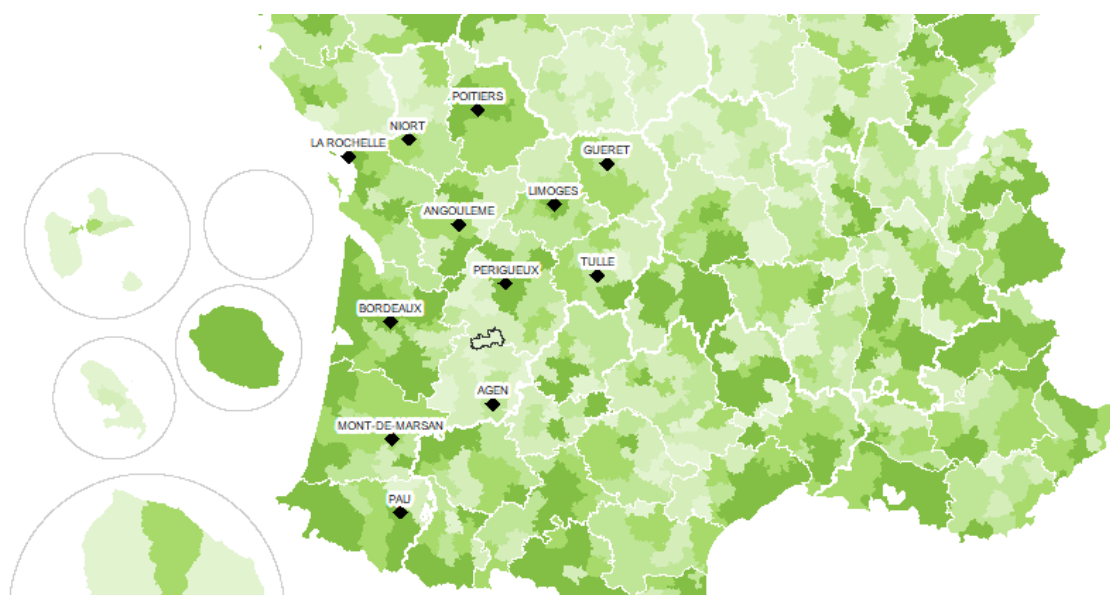 POITIERS
NIORT
LA ROCHELLE
GUERET
LIMOGES
ANGOULEME
TULLE
PERIGUEUX
BORDEAUX
AGEN
MONT-DE-MARSAN
PAU